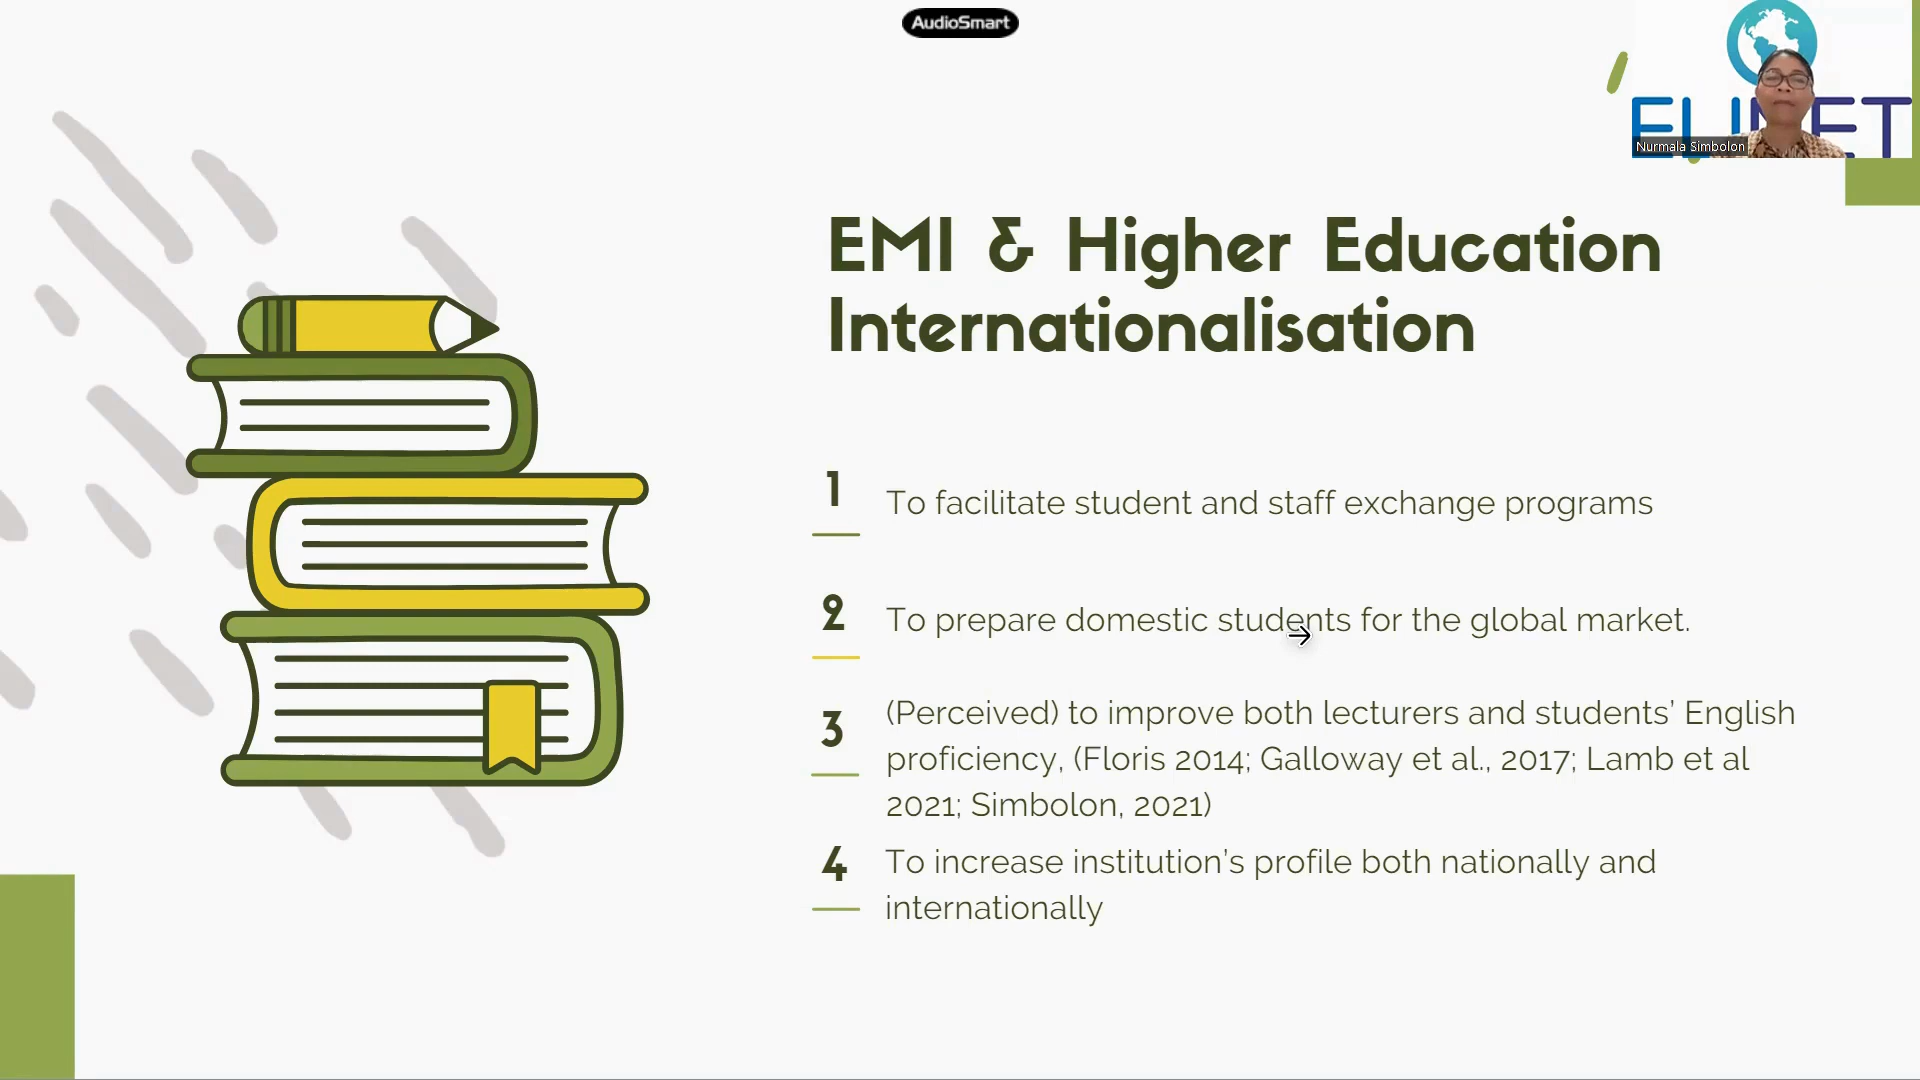 AudioSmart
Nurmala Simbolon
EMI & Higher Education
Internationalisation
1
To facilitate student and staff exchange programs
2
To prepare domestic students for the global market.
3
(Perceived) to improve both lecturers and students’ English
proficiency, (Floris 2014; Galloway et al., 2017; Lamb et al
2021; Simbolon, 2021)
4
To increase institution’s profile both nationally and
internationally